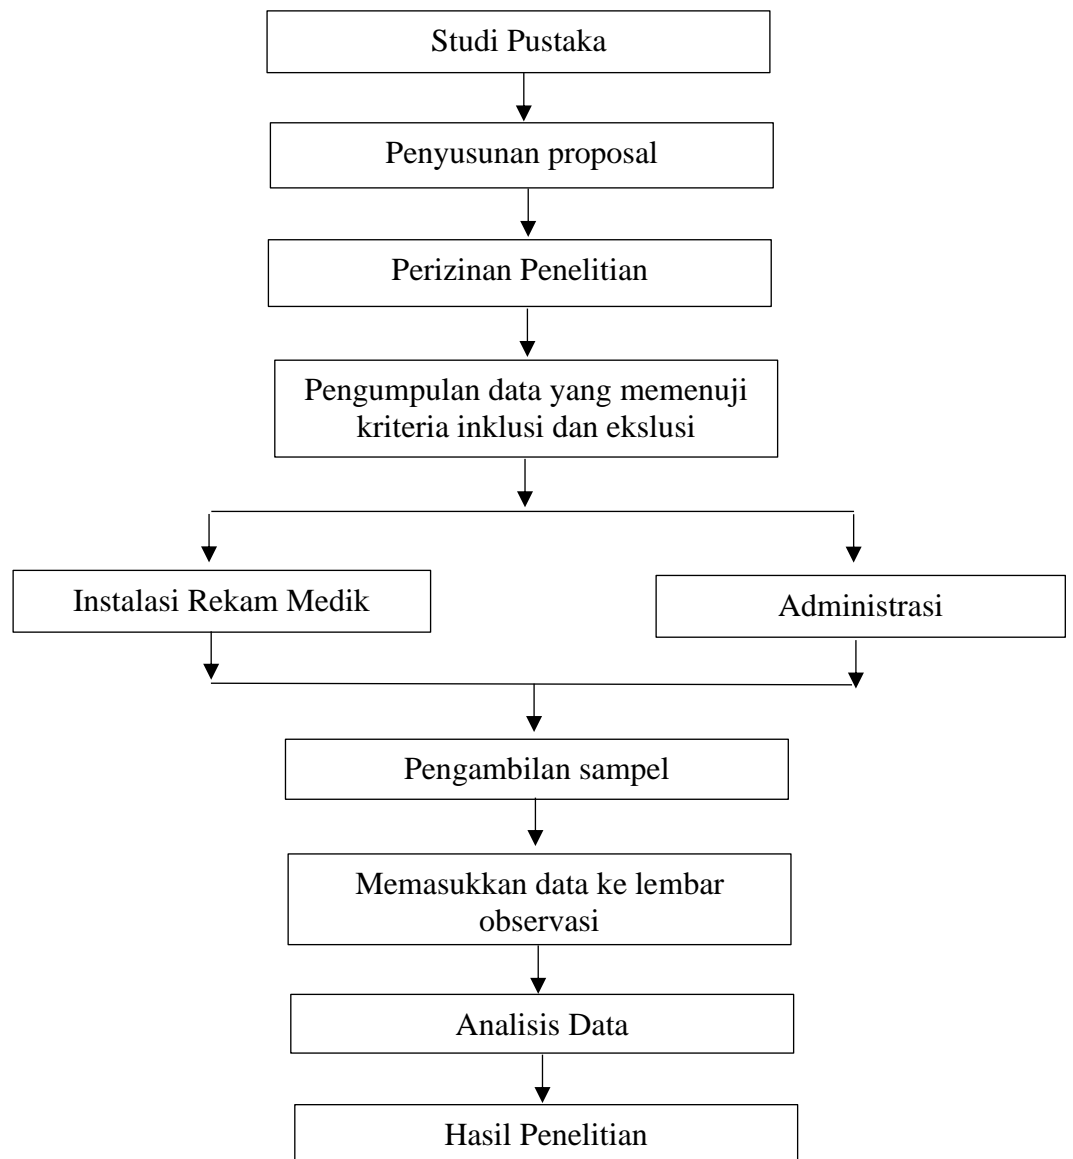 Studi Pustaka
Penyusunan proposal
Perizinan Penelitian
Pengumpulan data yang memenuji
kriteria inklusi dan ekslusi
Instalasi Rekam Medik
Administrasi
Pengambilan sampel
Memasukkan data ke lembar
observasi
Analisis Data
Hasil Penelitian